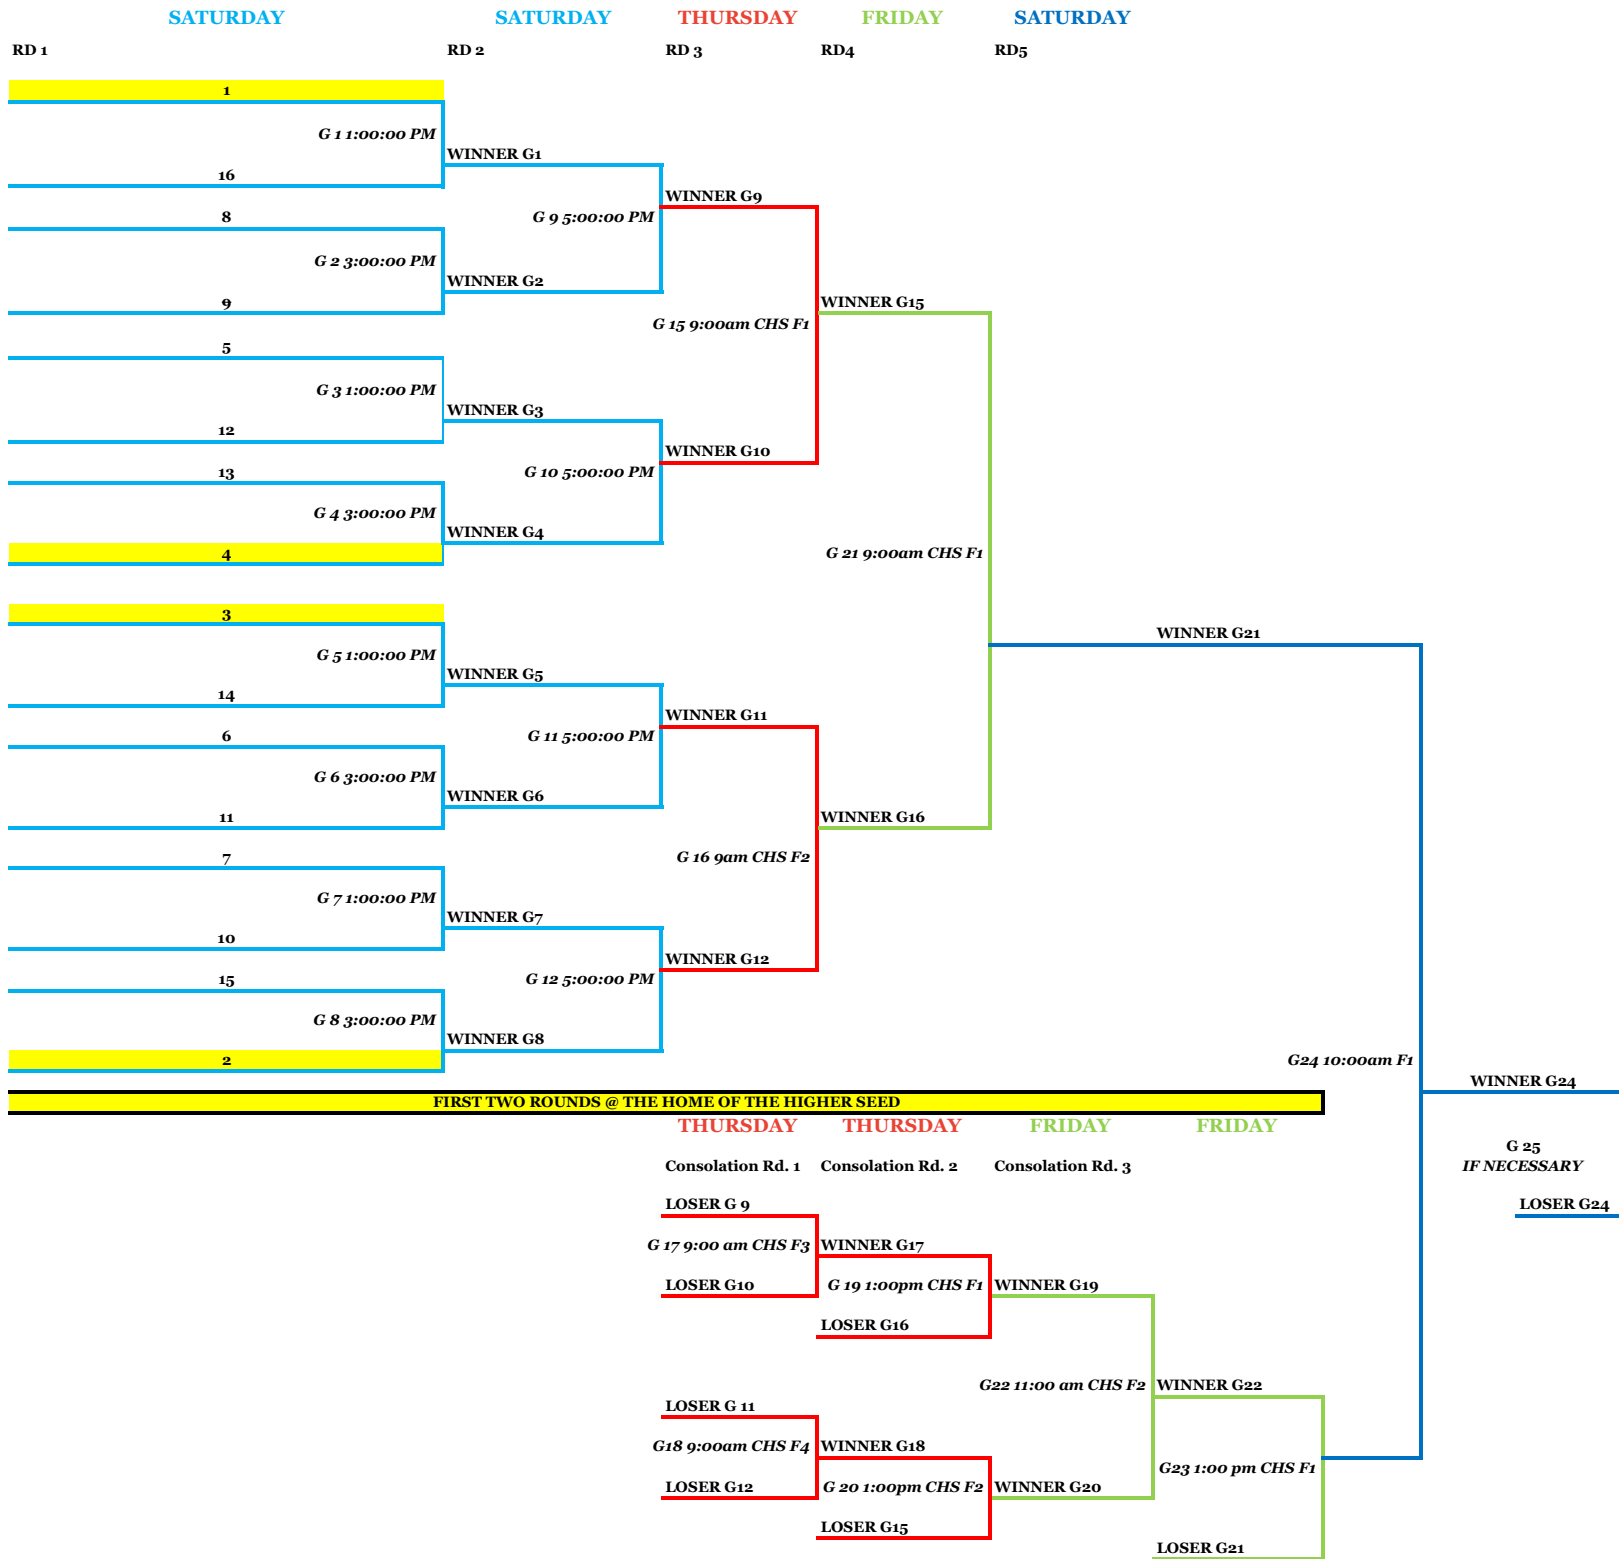 SATURDAY SATURDAY THURSDAY FRIDAY SATURDAY
RD 1 RD 2 RD 3 RD4 RD5
1
G 1 1:00:00 PM
WINNER G1
16
WINNER G9
8
G 9 5:00:00 PM
G 2 3:00:00 PM
WINNER G2
9
WINNER G15
G 15 9:00am CHS F1
5
G 3 1:00:00 PM
WINNER G3
12
WINNER G10
13
G 10 5:00:00 PM
G 4 3:00:00 PM
WINNER G4
4
G 21 9:00am CHS F1
3
WINNER G21
G 5 1:00:00 PM
WINNER G5
14
WINNER G11
6
G 11 5:00:00 PM
G 6 3:00:00 PM
WINNER G6
11
WINNER G16
7
G 16 9am CHS F2
G 7 1:00:00 PM
WINNER G7
10
WINNER G12
15
G 12 5:00:00 PM
G 8 3:00:00 PM
WINNER G8
2
G24 10:00am F1
WINNER G24
FIRST TWO ROUNDS @ THE HOME OF THE HIGHER SEED
THURSDAY THURSDAY FRIDAY FRIDAY
G 25
Consolation Rd. 1 Consolation Rd. 2 Consolation Rd. 3
IF NECESSARY
LOSER G 9
LOSER G24
G 17 9:00 am CHS F3
WINNER G17
LOSER G10
G 19 1:00pm CHS F1
WINNER G19
LOSER G16
G22 11:00 am CHS F2
WINNER G22
LOSER G 11
G18 9:00am CHS F4
WINNER G18
G23 1:00 pm CHS F1
LOSER G12
G 20 1:00pm CHS F2
WINNER G20
LOSER G15
LOSER G21